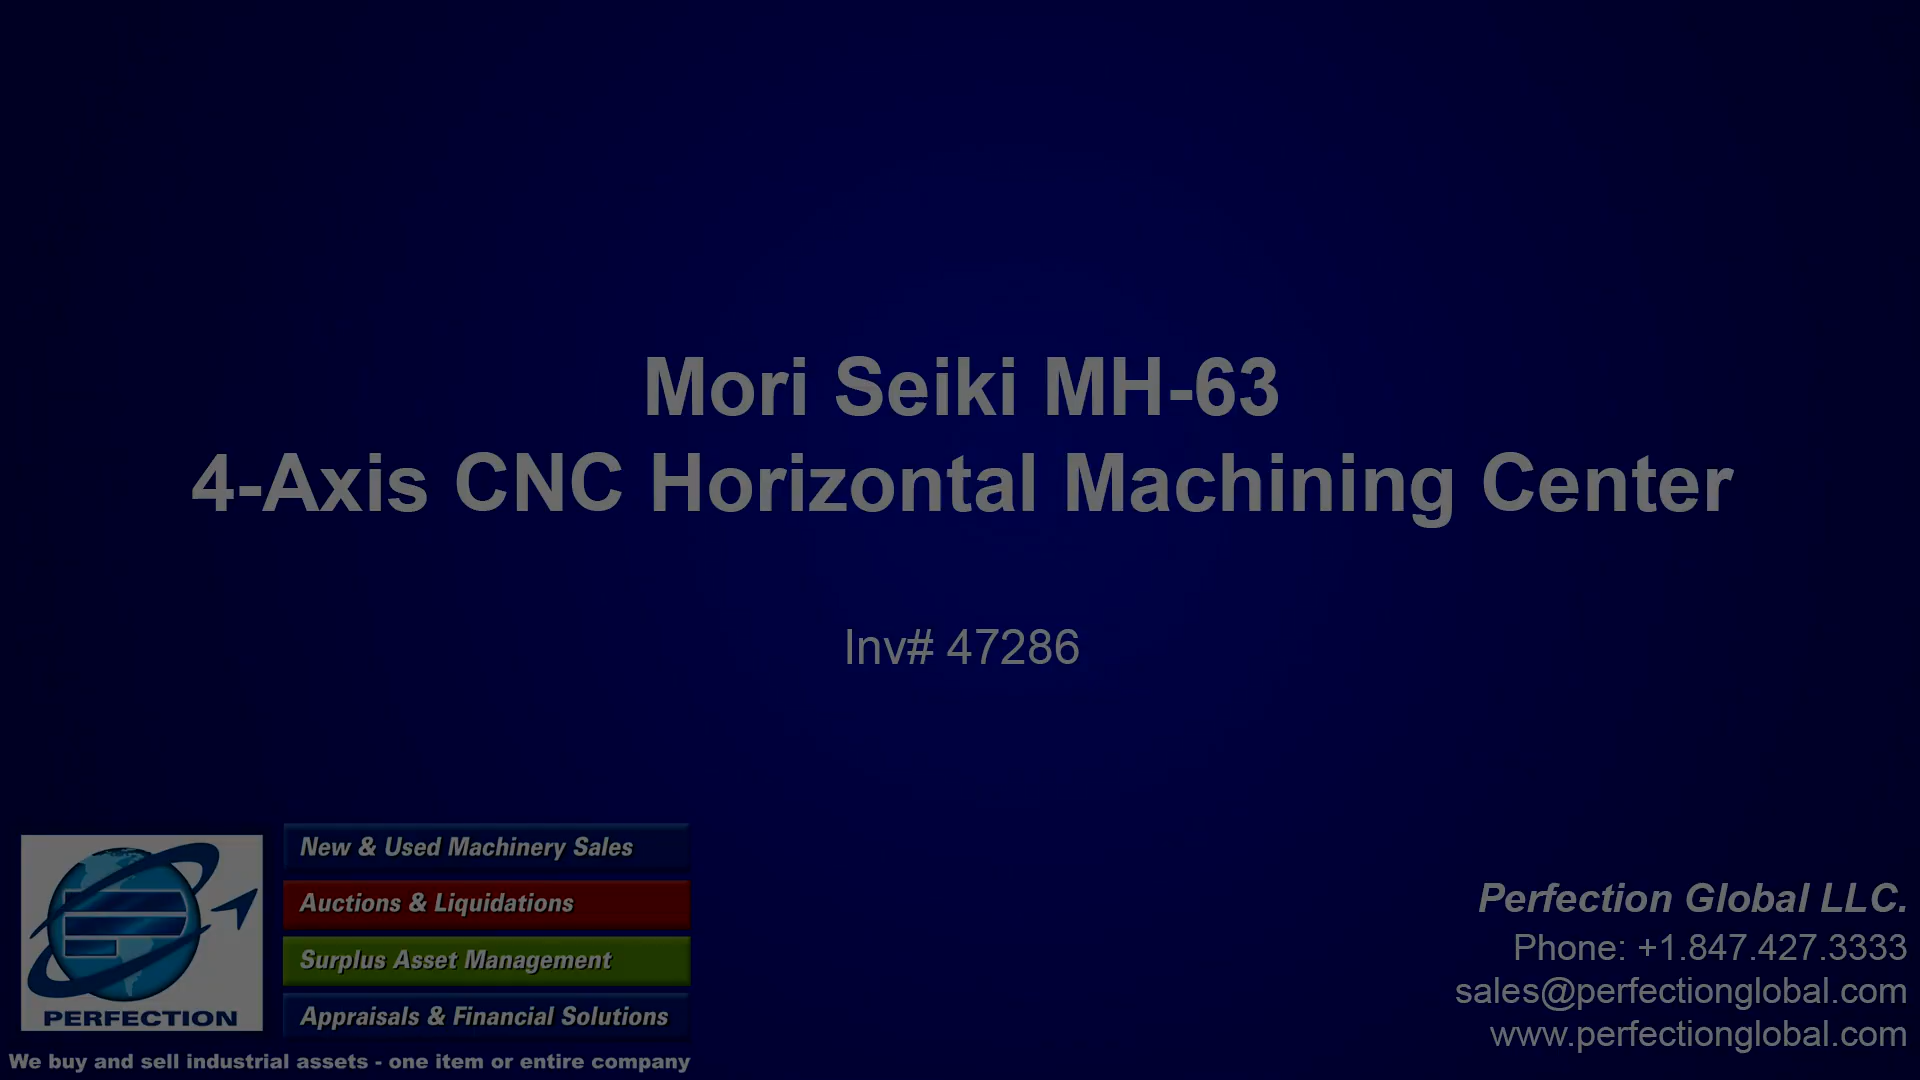 Mori Seiki MH-63
4-Axis CNC Horizontal Machining Center
Inv# 47286
New & Used Machinery Sales
Auctions & Liquidations
Surplus Asset Management
Appraisals & Financial Solutions
PERFECTION
We buy and sell industrial assets - one item or entire company
Perfection Global LLC.
Phone: +1.847.427.3333
sales@perfectionglobal.com
www.perfectionglobal.com